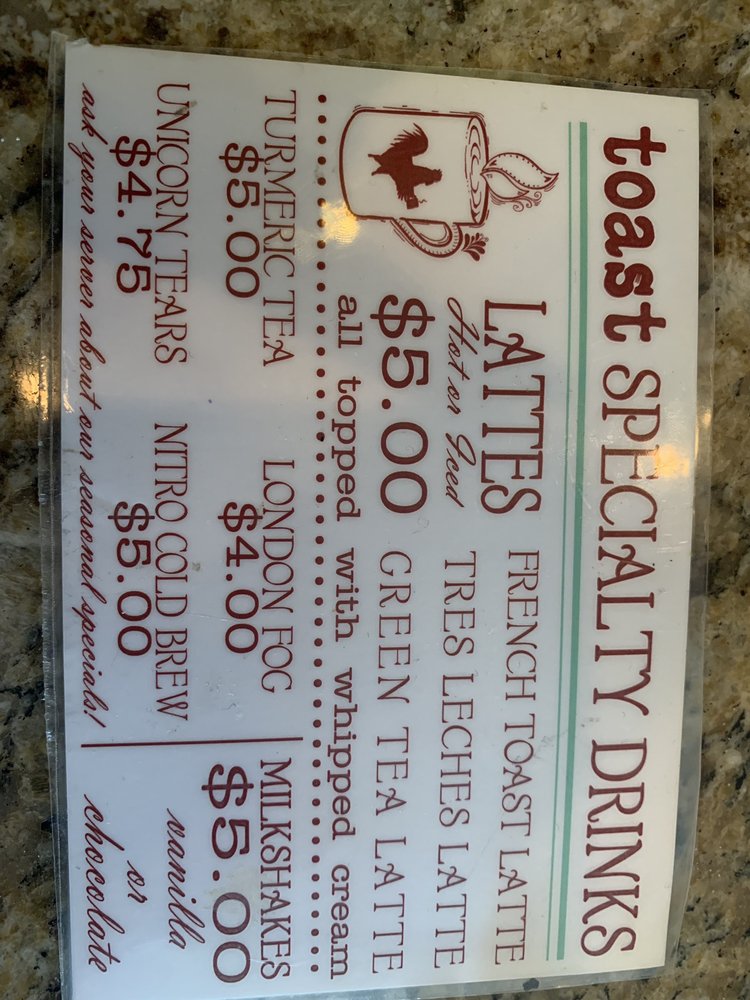 toast SPECIALTY DRINKS
LATTES
Hot or Iced
$5.00
FRENCH TOAST LATTE
TRES LECHES LATTE
GREEN TEA LATTE
all topped with whipped cream
TURMERIC TEA
$5.00
LONDON FOG
$4.00
UNICORN TEARS
$4.75
NITRO COLD BREW
$5.00
ask your server about our seasonal specials!
MILKSHAKES
$5.00
vanilla
or
chocolate